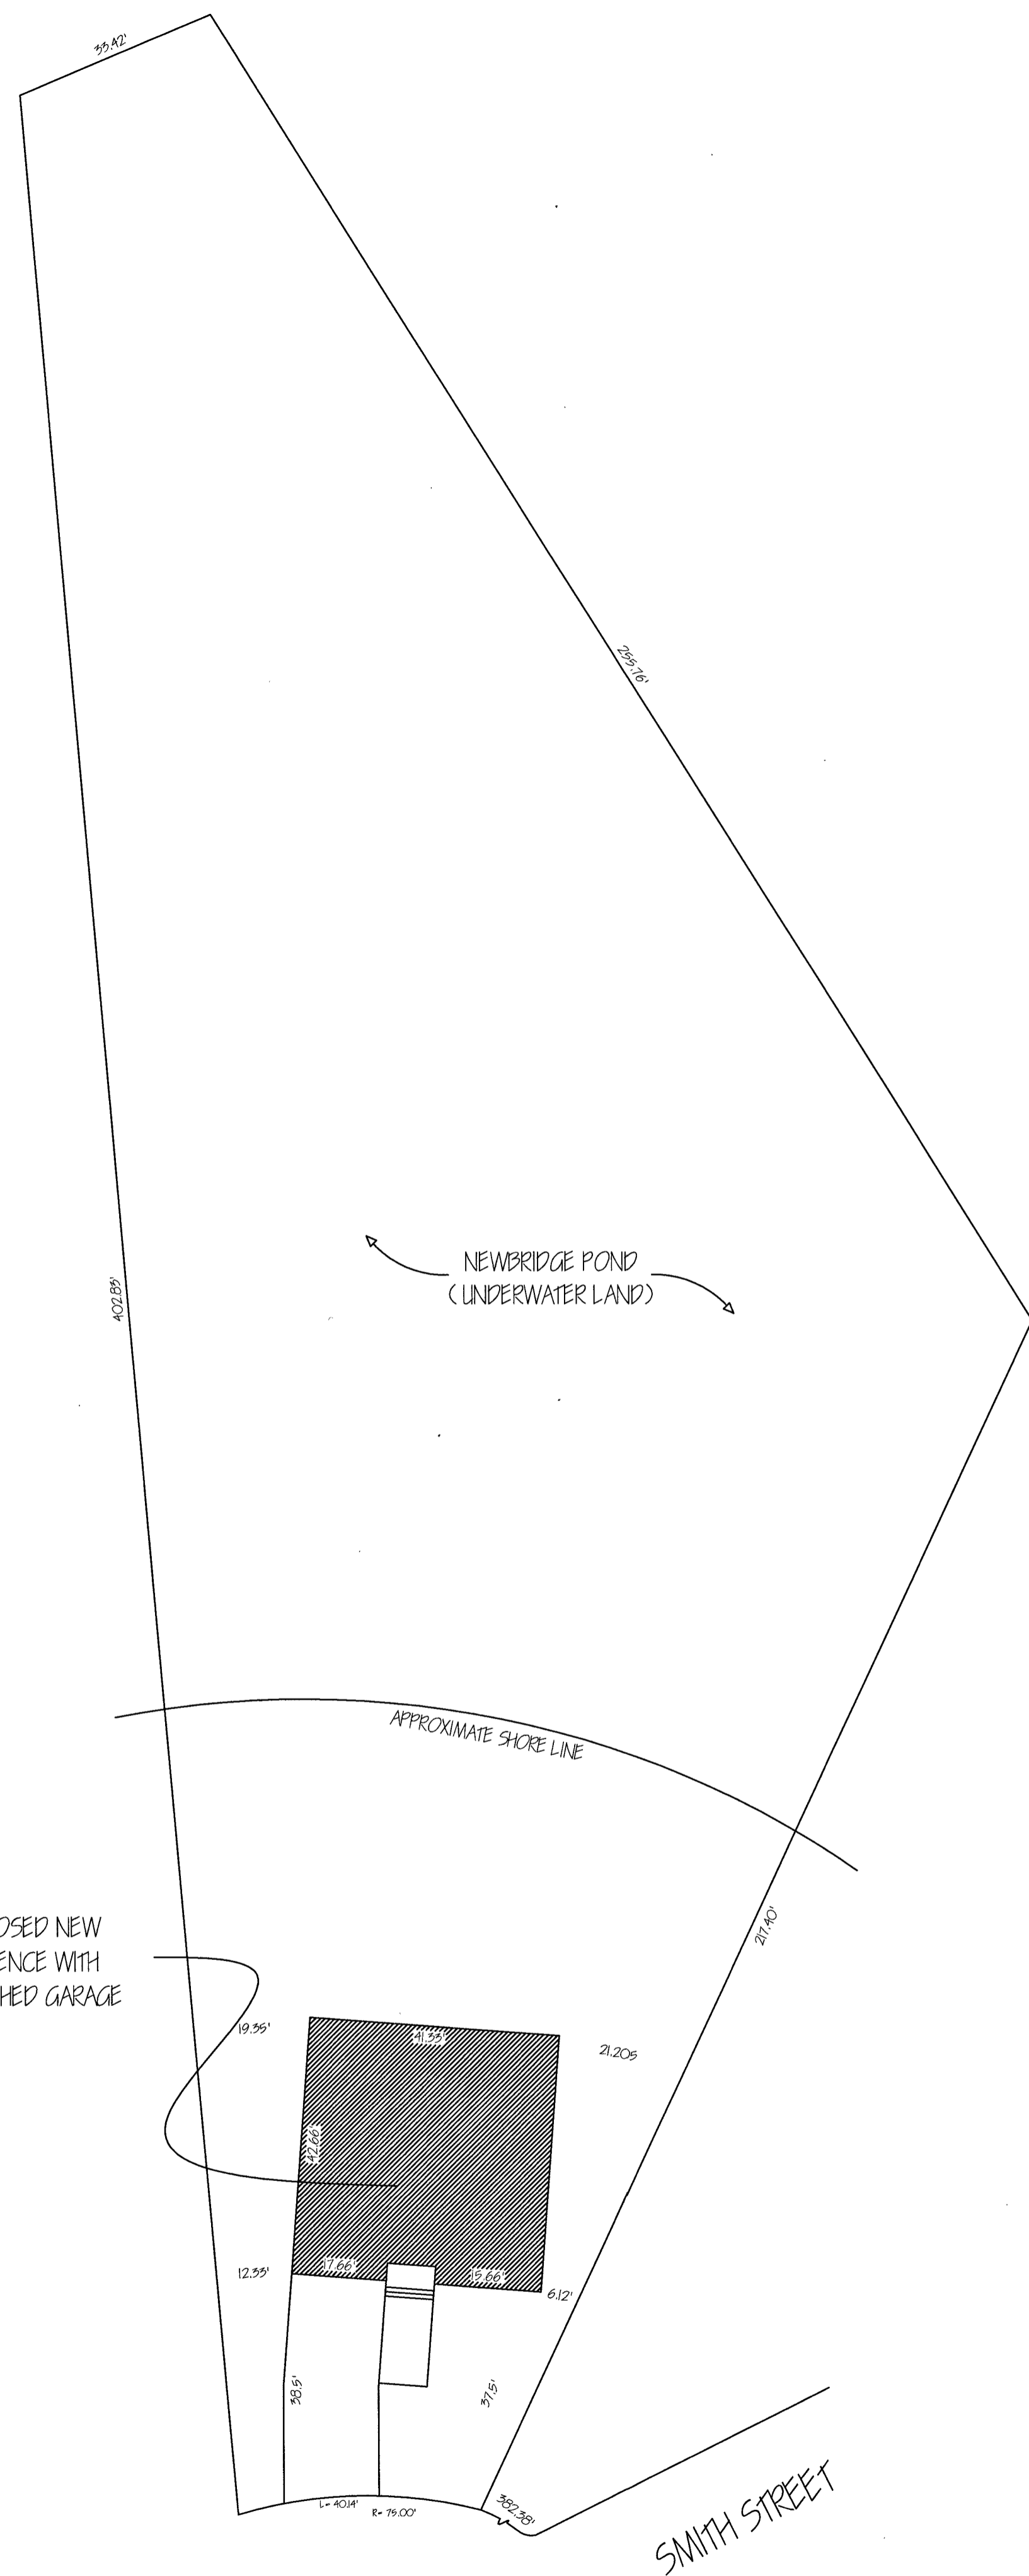 33.42'
255.76'
NEWBRIDGE POND
( UNDERWATER LAND)
402.83'
APPROXIMATE SHORE LINE
217.40'
OSED NEW
ENCE WITH
HED GARAGE
19.35'
41.33'
21.205
42.66'
12.33'
17.66'
15.66'
6.12'
38.5'
37.5'
L= 40.14'
R= 75.00'
382.38'
SMITH STREET